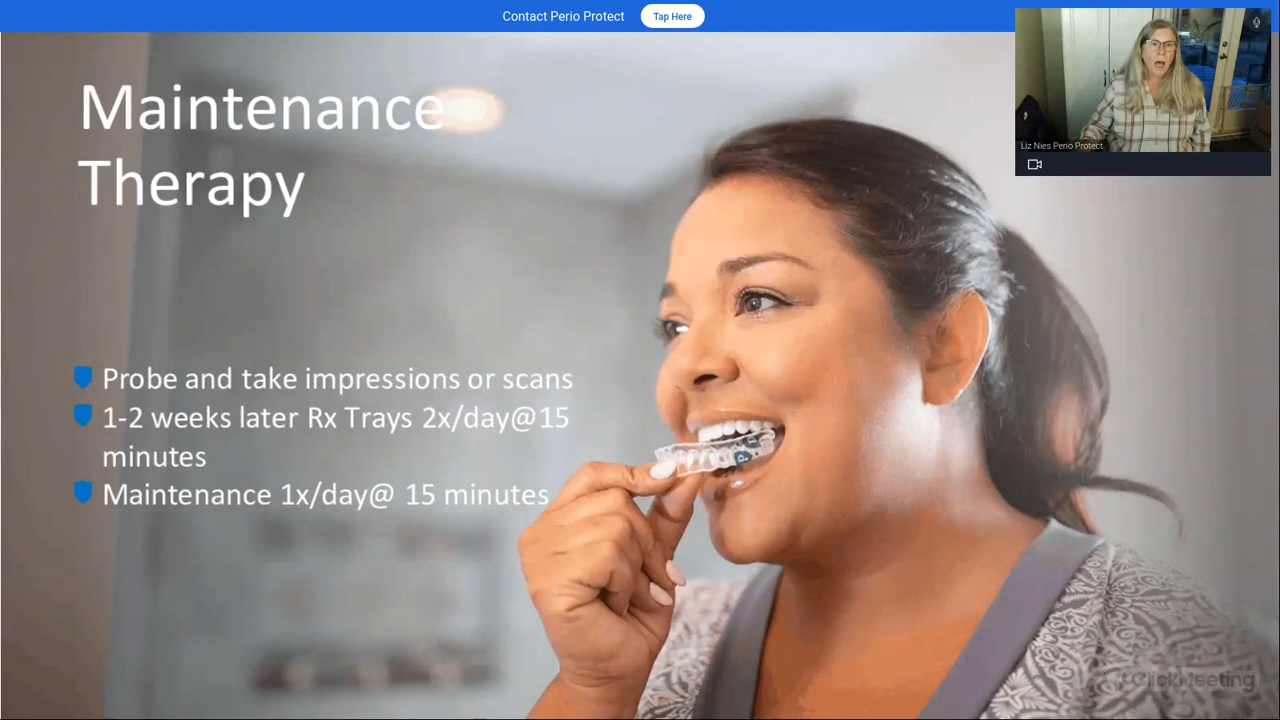 Contact Perio Protect
Tap Here
Liz Nies Perio Protect
Maintenance
Therapy
Probe and take impressions or scans
1-2 weeks later Rx Trays 2x/day@15
minutes
Maintenance 1x/day@ 15 minutes
ClickMeeting